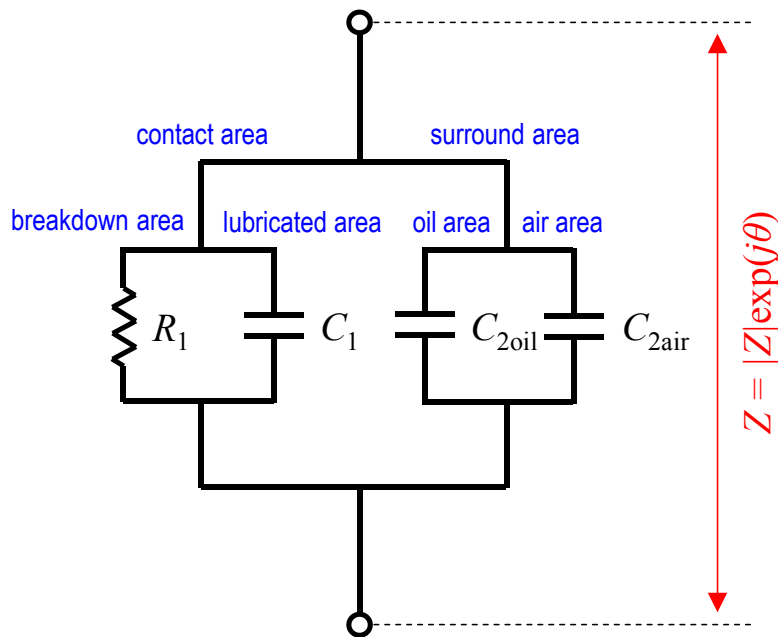 contact area
surround area
breakdown area
lubricated area
oil area
air area
R1
C1
C2oil
C2air
Z = |Z|exp(jθ)